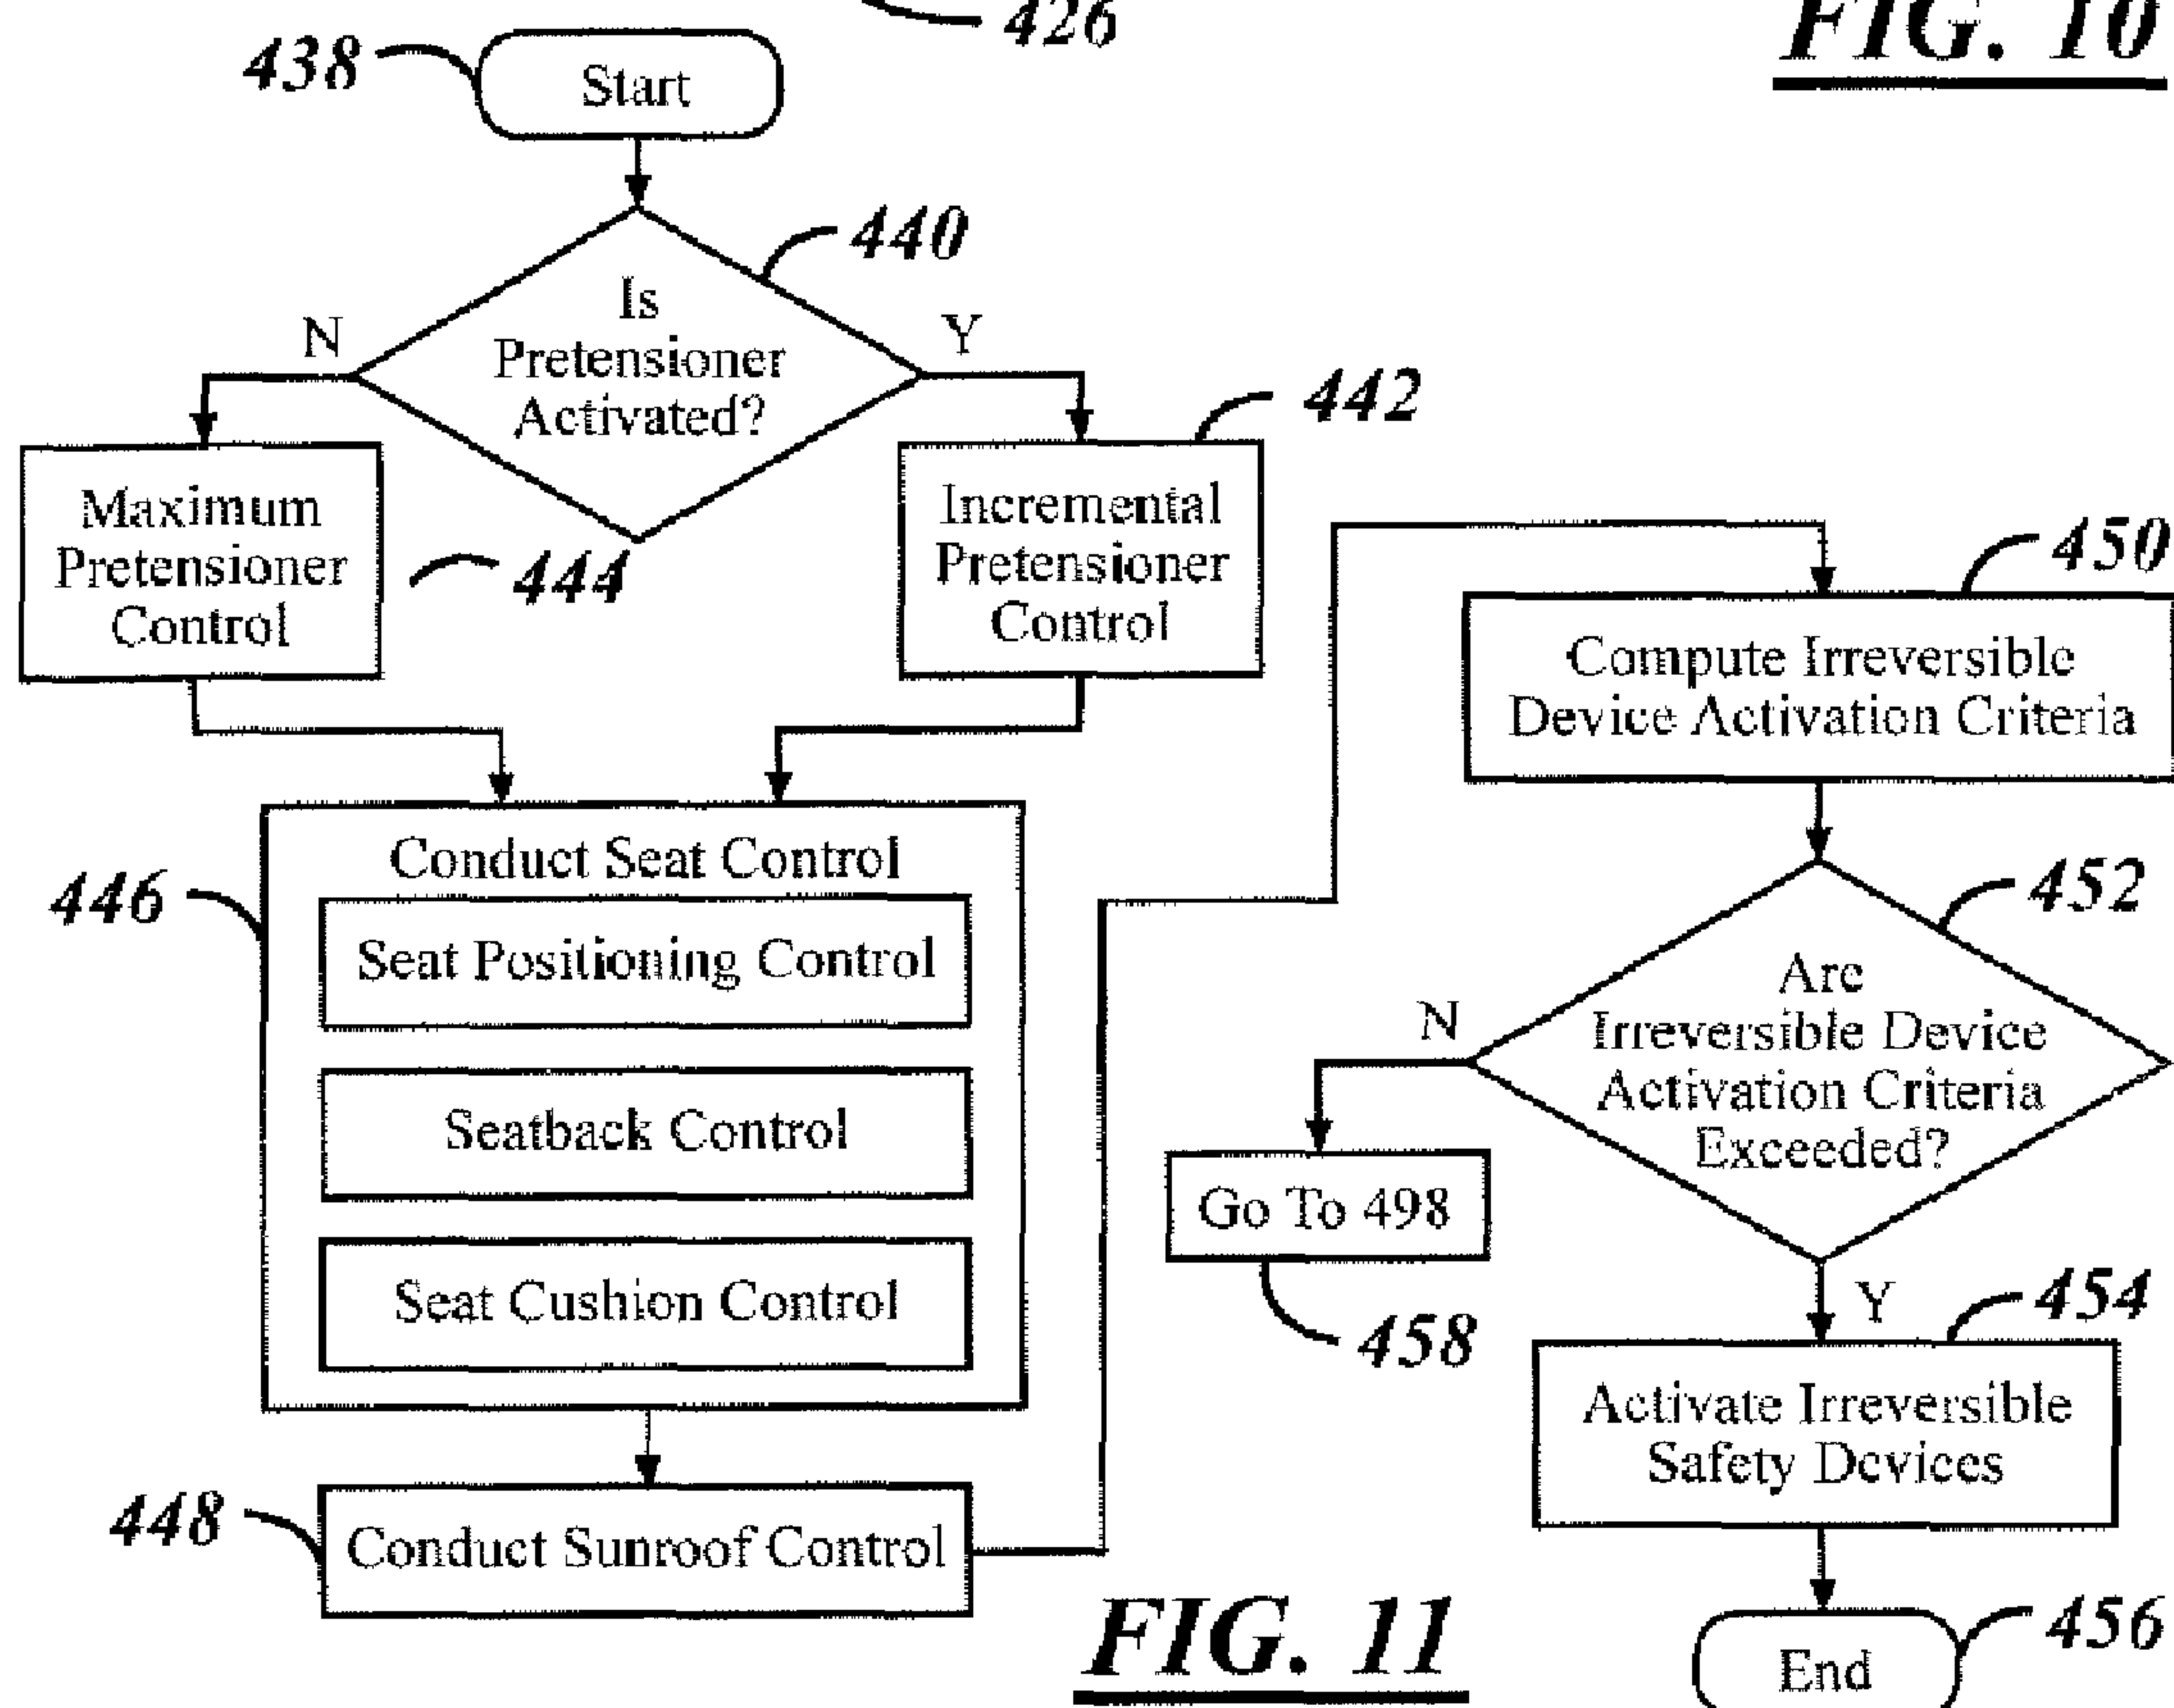 426
FIG. 10
438
Start
440
Is
Pretensioner
Activated?
N
Y
442
Maximum
Pretensioner
Control
444
Incremental
Pretensioner
Control
Conduct Seat Control
446
Seat Positioning Control
Seatback Control
Seat Cushion Control
448
Conduct Sunroof Control
450
Compute Irreversible
Device Activation Criteria
452
Are
Irreversible Device
Activation Criteria
Exceeded?
N
Go To 498
458
Y
454
Activate Irreversible
Safety Devices
456
End
FIG. 11